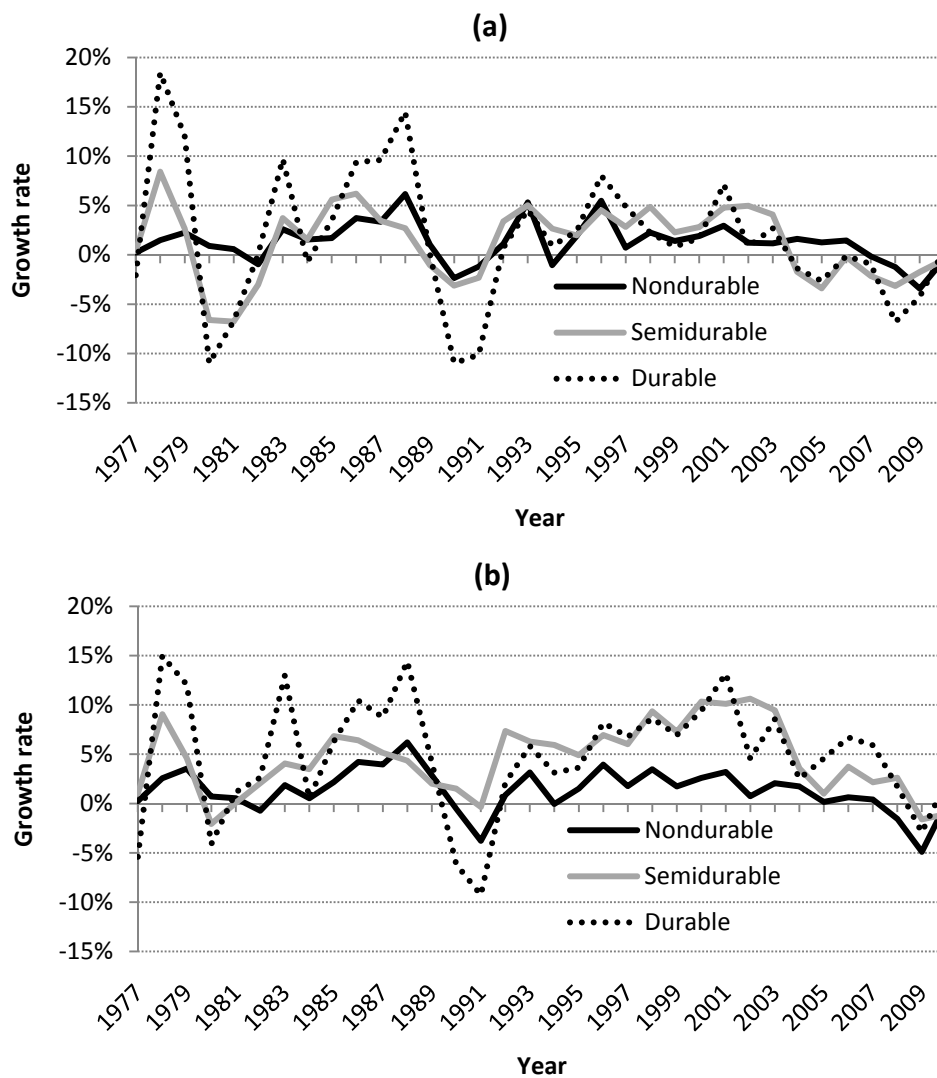 (a)
20%
15%
10%
5%
0%
-5%
-10%
-15%
Growth rate
Nondurable
Semidurable
Durable
1977 1979 1981 1983 1985 1987 1989 1991 1993 1995 1997 1999 2001 2003 2005 2007 2009
Year
(b)
20%
15%
10%
5%
0%
-5%
-10%
-15%
Growth rate
Nondurable
Semidurable
Durable
1977 1979 1981 1983 1985 1987 1989 1991 1993 1995 1997 1999 2001 2003 2005 2007 2009
Year